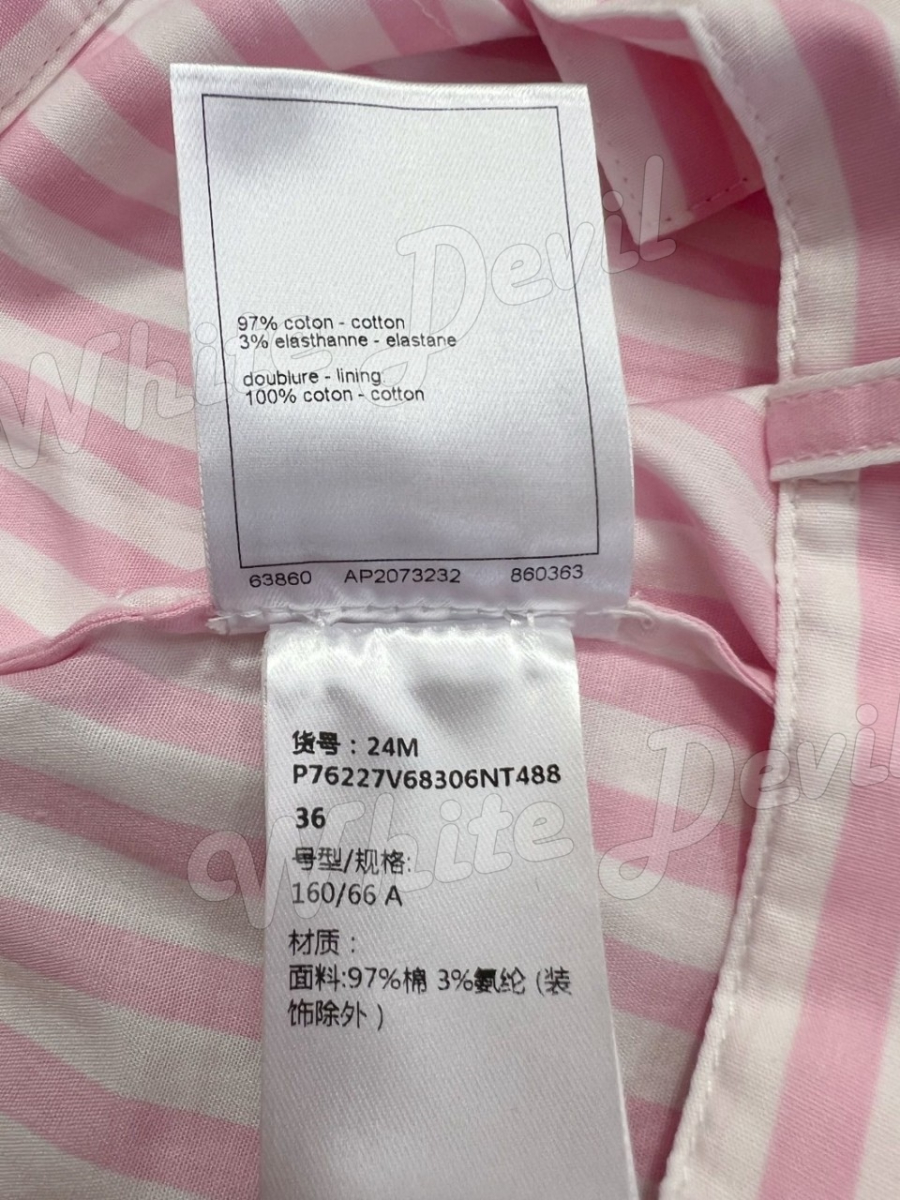 97% coton - cotton
3% elasthanne - elastane
doublure - lining
100% coton - cotton
63860 AP2073232 860363
货号：24M
P76227V68306NT488
36
号型/规格:
160/66 A
材质：
面料:97%棉 3%氨纶 (装
饰除外）
White Devil
White Devil